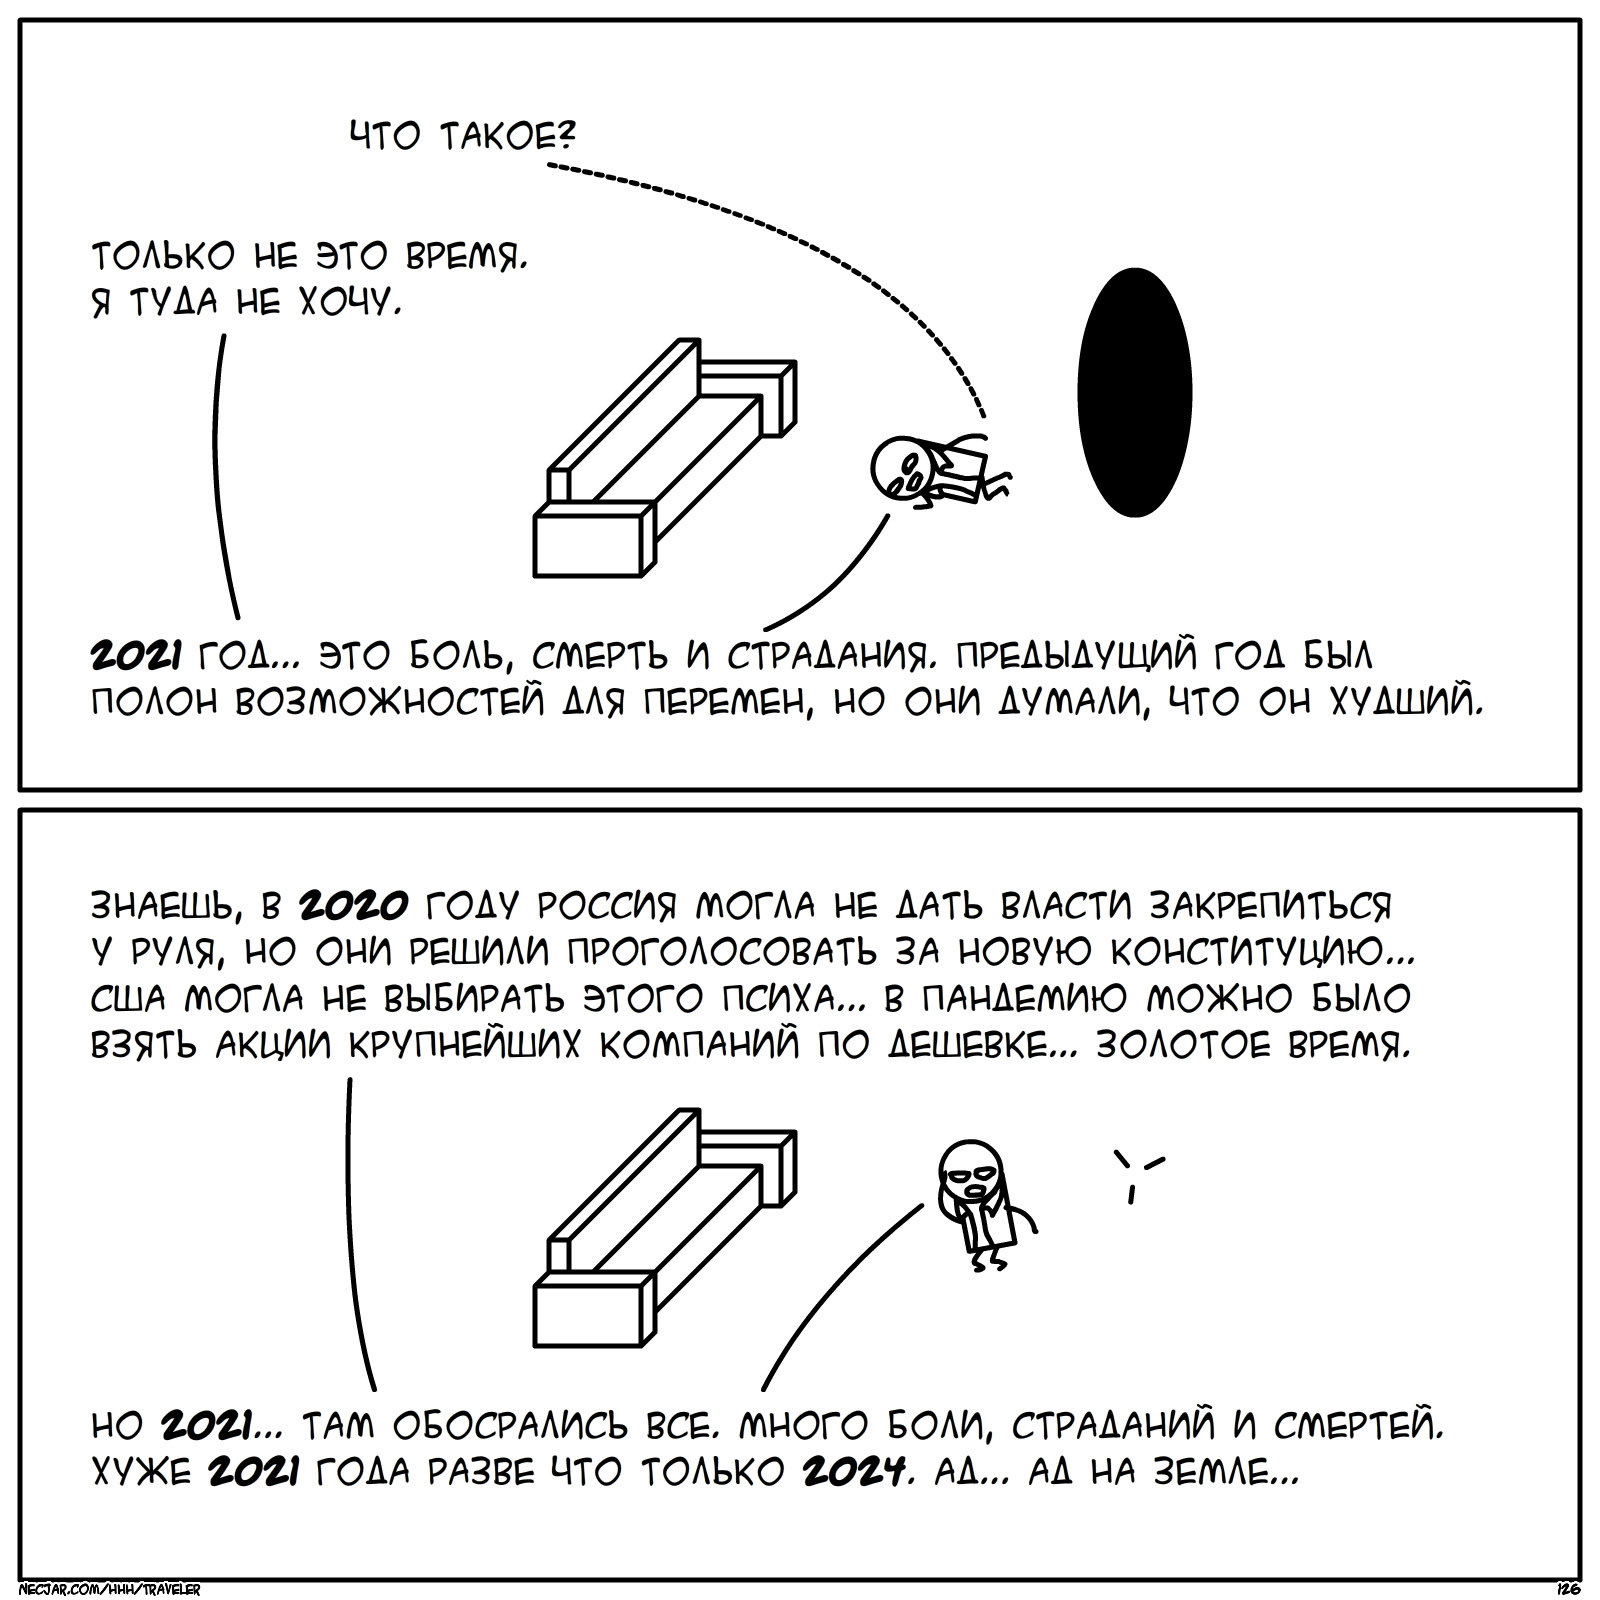 ЧТО ТАКОЕ?
ТОЛЬКО НЕ ЭТО ВРЕМЯ.
Я ТУДА НЕ ХОЧУ.
2021 ГОД... ЭТО БОЛЬ, СМЕРТЬ И СТРАДАНИЯ. ПРЕДЫДУЩИЙ ГОД БЫЛ
ПОЛОН ВОЗМОЖНОСТЕЙ ДЛЯ ПЕРЕМЕН, НО ОНИ ДУМАЛИ, ЧТО ОН ХУДШИЙ.
ЗНАЕШЬ, В 2020 ГОДУ РОССИЯ МОГЛА НЕ ДАТЬ ВЛАСТИ ЗАКРЕПИТЬСЯ
У РУЛЯ, НО ОНИ РЕШИЛИ ПРОГОЛОСОВАТЬ ЗА НОВУЮ КОНСТИТУЦИЮ...
США МОГЛА НЕ ВЫБИРАТЬ ЭТОГО ПСИХА... В ПАНДЕМИЮ МОЖНО БЫЛО
ВЗЯТЬ АКЦИИ КРУПНЕЙШИХ КОМПАНИЙ ПО ДЕШЕВКЕ... ЗОЛОТОЕ ВРЕМЯ.
НО 2021... ТАМ ОБОСРАЛИСЬ ВСЕ. МНОГО БОЛИ, СТРАДАНИЙ И СМЕРТЕЙ.
ХУЖЕ 2021 ГОДА РАЗВЕ ЧТО ТОЛЬКО 2024. АД... АД НА ЗЕМЛЕ...
NECJAR.COM/HHH/TRAVELER
126